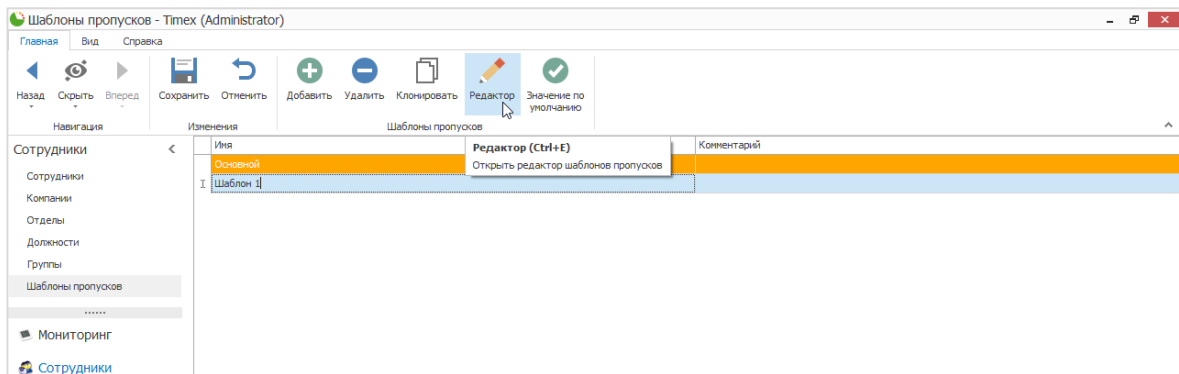 Шаблоны пропусков - Timex (Administrator)
Главная Вид Справка
Назад Скрыть Вперед Сохранить Отменить Добавить Удалить Клонировать Редактор Значение по умолчанию
Навигация Изменения Шаблоны пропусков
Сотрудники
Имя Комментарий
Редактор (Ctrl+E)
Открыть редактор шаблонов пропусков
Основной
Шаблон 1
Сотрудники
Компании
Отделы
Должности
Группы
Шаблоны пропусков
Мониторинг
Сотрудники